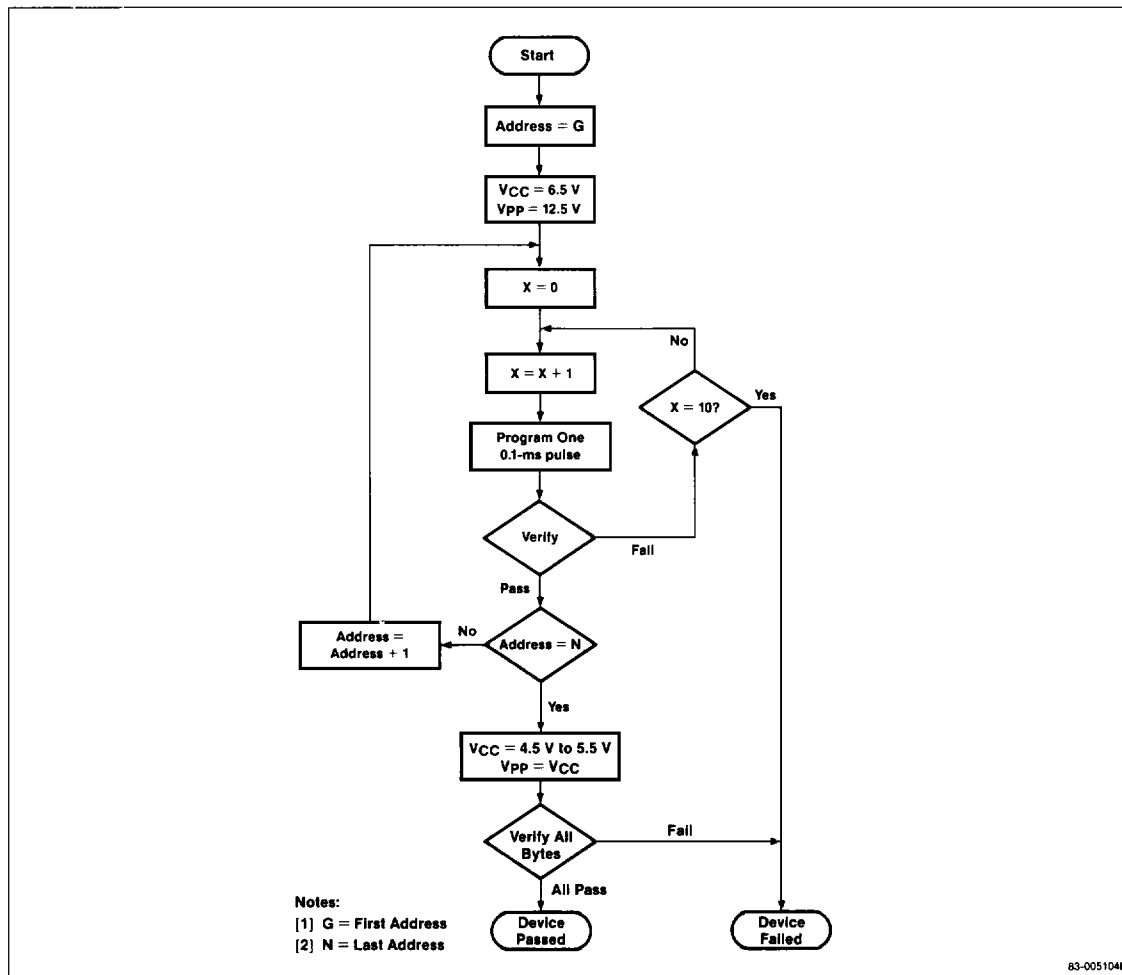 Start
Address = G
VCC = 6.5 V
VPP = 12.5 V
X = 0
No
X = X + 1
Yes
X = 10?
Program One
0.1-ms pulse
Verify
Fail
Pass
Address =
Address + 1
No
Address = N
Yes
VCC = 4.5 V to 5.5 V
VPP = VCC
Verify All
Bytes
Fail
All Pass
Notes:
[1] G = First Address
[2] N = Last Address
Device
Passed
Device
Failed